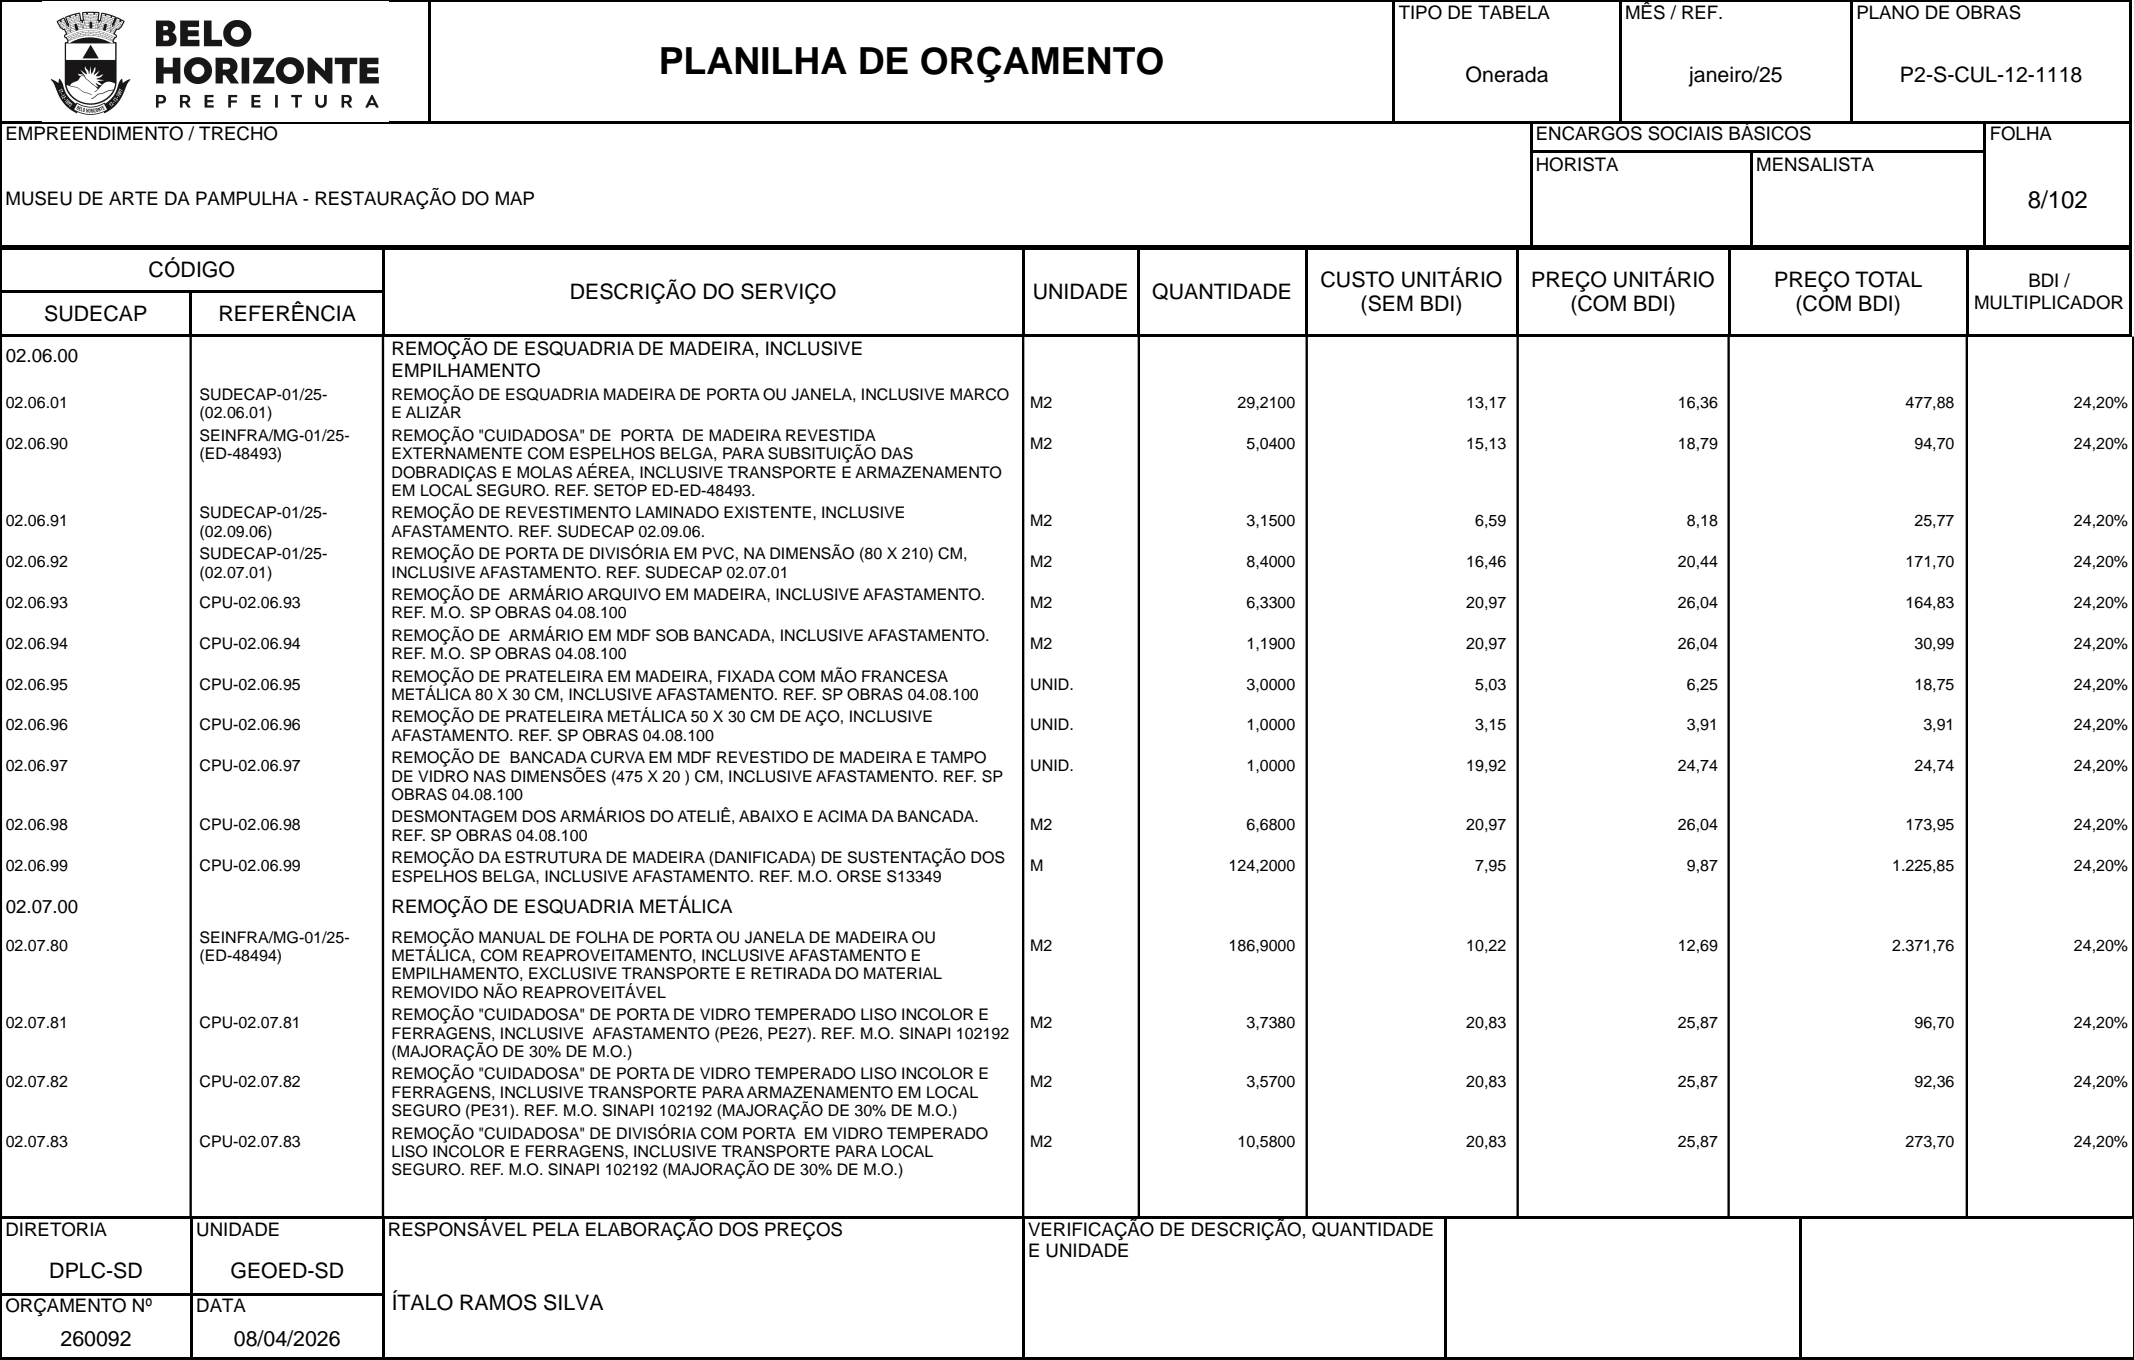 BELO
HORIZONTE
PREFEITURA
PLANILHA DE ORÇAMENTO
TIPO DE TABELA
Onerada
MÊS / REF.
janeiro/25
PLANO DE OBRAS
P2-S-CUL-12-1118
EMPREENDIMENTO / TRECHO
MUSEU DE ARTE DA PAMPULHA - RESTAURAÇÃO DO MAP
ENCARGOS SOCIAIS BÁSICOS
HORISTA
MENSALISTA
FOLHA
8/102
CÓDIGO
SUDECAP
REFERÊNCIA
DESCRIÇÃO DO SERVIÇO
UNIDADE
QUANTIDADE
CUSTO UNITÁRIO
(SEM BDI)
PREÇO UNITÁRIO
(COM BDI)
PREÇO TOTAL
(COM BDI)
BDI /
MULTIPLICADOR
02.06.00
REMOÇÃO DE ESQUADRIA DE MADEIRA, INCLUSIVE
EMPILHAMENTO
02.06.01
SUDECAP-01/25-
(02.06.01)
REMOÇÃO DE ESQUADRIA MADEIRA DE PORTA OU JANELA, INCLUSIVE MARCO
E ALIZAR
M2 29,2100 13,17 16,36 477,88 24,20%
02.06.90
SEINFRA/MG-01/25-
(ED-48493)
REMOÇÃO "CUIDADOSA" DE PORTA DE MADEIRA REVESTIDA
EXTERNAMENTE COM ESPELHOS BELGA, PARA SUBSITUIÇÃO DAS
DOBRADIÇAS E MOLAS AÉREA, INCLUSIVE TRANSPORTE E ARMAZENAMENTO
EM LOCAL SEGURO. REF. SETOP ED-ED-48493.
M2 5,0400 15,13 18,79 94,70 24,20%
02.06.91
SUDECAP-01/25-
(02.09.06)
REMOÇÃO DE REVESTIMENTO LAMINADO EXISTENTE, INCLUSIVE
AFASTAMENTO. REF. SUDECAP 02.09.06.
M2 3,1500 6,59 8,18 25,77 24,20%
02.06.92
SUDECAP-01/25-
(02.07.01)
REMOÇÃO DE PORTA DE DIVISÓRIA EM PVC, NA DIMENSÃO (80 X 210) CM,
INCLUSIVE AFASTAMENTO. REF. SUDECAP 02.07.01
M2 8,4000 16,46 20,44 171,70 24,20%
02.06.93
CPU-02.06.93
REMOÇÃO DE ARMÁRIO ARQUIVO EM MADEIRA, INCLUSIVE AFASTAMENTO.
REF. M.O. SP OBRAS 04.08.100
M2 6,3300 20,97 26,04 164,83 24,20%
02.06.94
CPU-02.06.94
REMOÇÃO DE ARMÁRIO EM MDF SOB BANCADA, INCLUSIVE AFASTAMENTO.
REF. M.O. SP OBRAS 04.08.100
M2 1,1900 20,97 26,04 30,99 24,20%
02.06.95
CPU-02.06.95
REMOÇÃO DE PRATELEIRA EM MADEIRA, FIXADA COM MÃO FRANCESA
METÁLICA 80 X 30 CM, INCLUSIVE AFASTAMENTO. REF. SP OBRAS 04.08.100
UNID. 3,0000 5,03 6,25 18,75 24,20%
02.06.96
CPU-02.06.96
REMOÇÃO DE PRATELEIRA METÁLICA 50 X 30 CM DE AÇO, INCLUSIVE
AFASTAMENTO. REF. SP OBRAS 04.08.100
UNID. 1,0000 3,15 3,91 3,91 24,20%
02.06.97
CPU-02.06.97
REMOÇÃO DE BANCADA CURVA EM MDF REVESTIDO DE MADEIRA E TAMPO
DE VIDRO NAS DIMENSÕES (475 X 20 ) CM, INCLUSIVE AFASTAMENTO. REF. SP
OBRAS 04.08.100
UNID. 1,0000 19,92 24,74 24,74 24,20%
02.06.98
CPU-02.06.98
DESMONTAGEM DOS ARMÁRIOS DO ATELIÊ, ABAIXO E ACIMA DA BANCADA.
REF. SP OBRAS 04.08.100
M2 6,6800 20,97 26,04 173,95 24,20%
02.06.99
CPU-02.06.99
REMOÇÃO DA ESTRUTURA DE MADEIRA (DANIFICADA) DE SUSTENTAÇÃO DOS
ESPELHOS BELGA, INCLUSIVE AFASTAMENTO. REF. M.O. ORSE S13349
M 124,2000 7,95 9,87 1.225,85 24,20%
02.07.00
REMOÇÃO DE ESQUADRIA METÁLICA
02.07.80
SEINFRA/MG-01/25-
(ED-48494)
REMOÇÃO MANUAL DE FOLHA DE PORTA OU JANELA DE MADEIRA OU
METÁLICA, COM REAPROVEITAMENTO, INCLUSIVE AFASTAMENTO E
EMPILHAMENTO, EXCLUSIVE TRANSPORTE E RETIRADA DO MATERIAL
REMOVIDO NÃO REAPROVEITÁVEL
M2 186,9000 10,22 12,69 2.371,76 24,20%
02.07.81
CPU-02.07.81
REMOÇÃO "CUIDADOSA" DE PORTA DE VIDRO TEMPERADO LISO INCOLOR E
FERRAGENS, INCLUSIVE AFASTAMENTO (PE26, PE27). REF. M.O. SINAPI 102192
(MAJORAÇÃO DE 30% DE M.O.)
M2 3,7380 20,83 25,87 96,70 24,20%
02.07.82
CPU-02.07.82
REMOÇÃO "CUIDADOSA" DE PORTA DE VIDRO TEMPERADO LISO INCOLOR E
FERRAGENS, INCLUSIVE TRANSPORTE PARA ARMAZENAMENTO EM LOCAL
SEGURO (PE31). REF. M.O. SINAPI 102192 (MAJORAÇÃO DE 30% DE M.O.)
M2 3,5700 20,83 25,87 92,36 24,20%
02.07.83
CPU-02.07.83
REMOÇÃO "CUIDADOSA" DE DIVISÓRIA COM PORTA EM VIDRO TEMPERADO
LISO INCOLOR E FERRAGENS, INCLUSIVE TRANSPORTE PARA LOCAL
SEGURO. REF. M.O. SINAPI 102192 (MAJORAÇÃO DE 30% DE M.O.)
M2 10,5800 20,83 25,87 273,70 24,20%
DIRETORIA
DPLC-SD
UNIDADE
GEOED-SD
ORÇAMENTO Nº
260092
DATA
08/04/2026
RESPONSÁVEL PELA ELABORAÇÃO DOS PREÇOS
ÍTALO RAMOS SILVA
VERIFICAÇÃO DE DESCRIÇÃO, QUANTIDADE
E UNIDADE